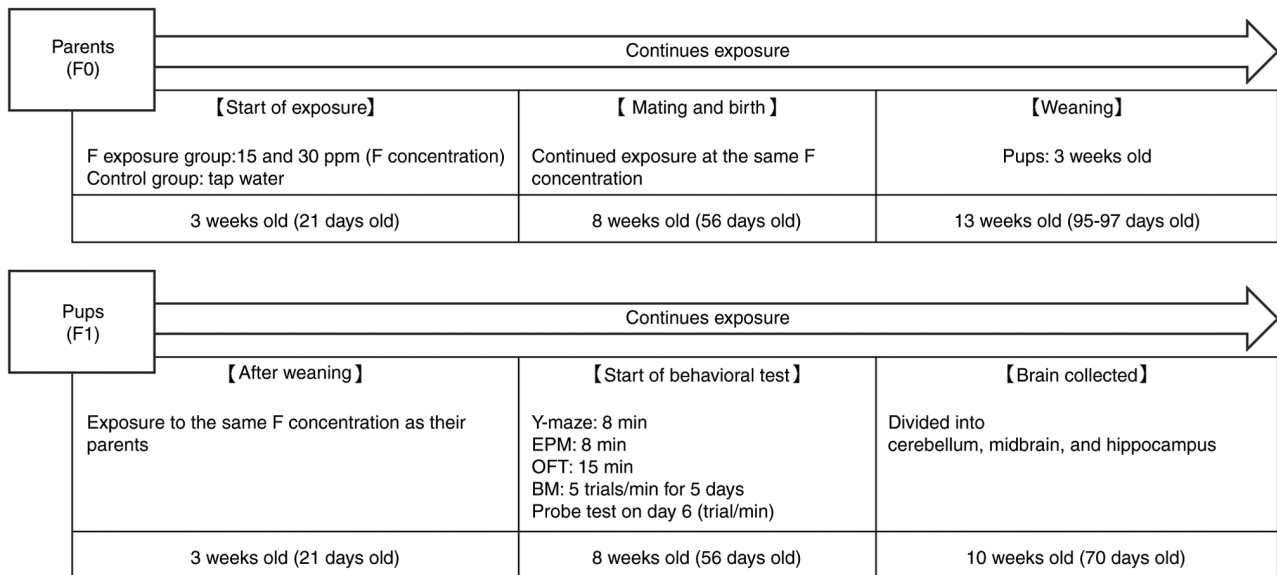 Parents
(F0)
Continues exposure
【Start of exposure】
F exposure group:15 and 30 ppm (F concentration)
Control group: tap water
3 weeks old (21 days old)
【 Mating and birth】
Continued exposure at the same F
concentration
8 weeks old (56 days old)
【Weaning】
Pups: 3 weeks old
13 weeks old (95-97 days old)
Pups
(F1)
Continues exposure
【After weaning】
Exposure to the same F concentration as their
parents
3 weeks old (21 days old)
【Start of behavioral test】
Y-maze: 8 min
EPM: 8 min
OFT: 15 min
BM: 5 trials/min for 5 days
Probe test on day 6 (trial/min)
8 weeks old (56 days old)
【Brain collected】
Divided into
cerebellum, midbrain, and hippocampus
10 weeks old (70 days old)